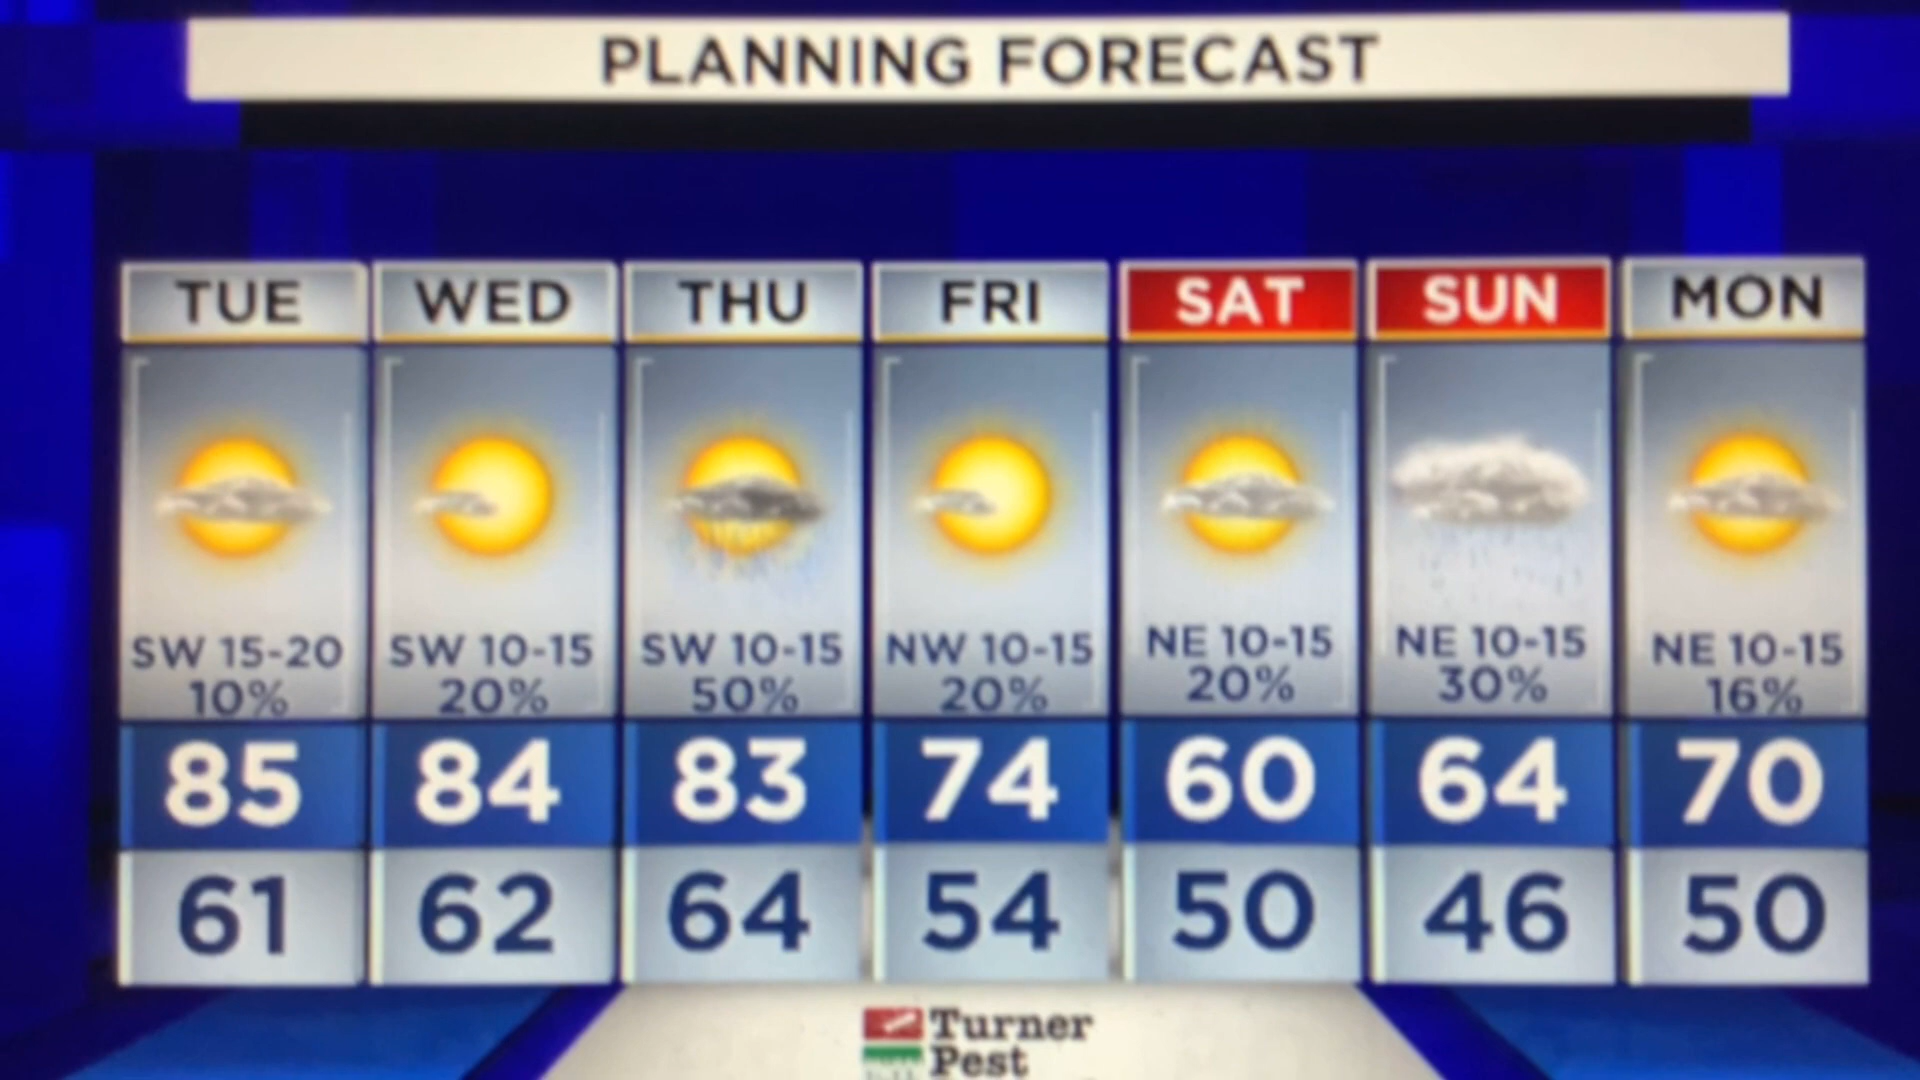 PLANNING FORECAST
TUE WED THU FRI SAT SUN MON
SW 15-20 SW 10-15 SW 10-15 NW 10-15 NE 10-15 NE 10-15 NE 10-15
10% 20% 50% 20% 20% 30% 16%
85 84 83 74 60 64 70
61 62 64 54 50 46 50
Turner
Pest